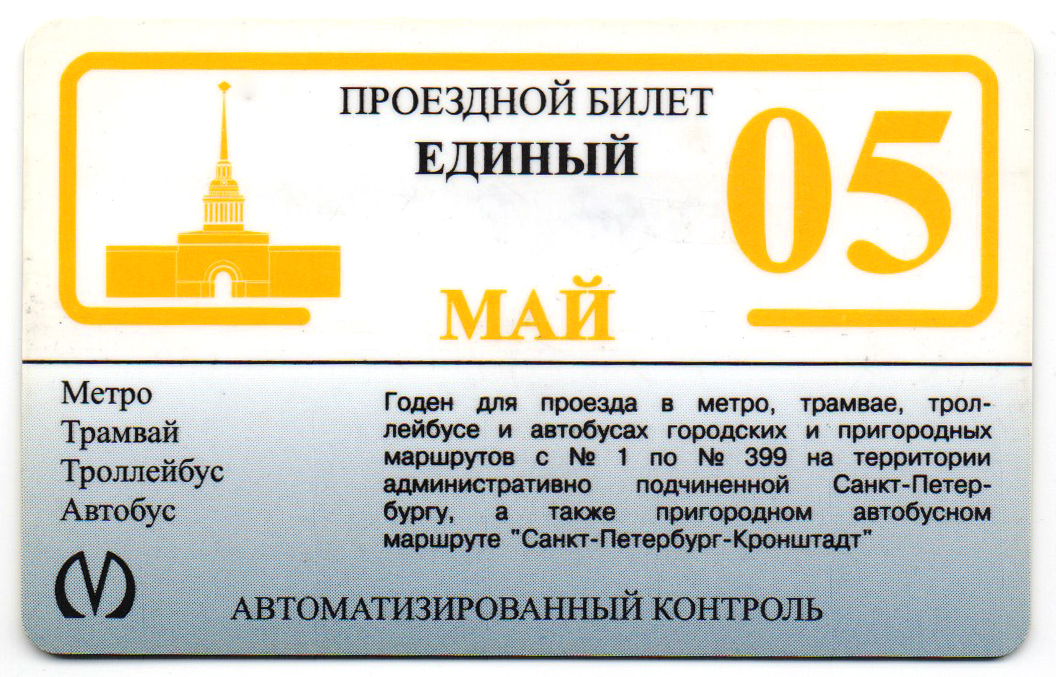 ПРОЕЗДНОЙ БИЛЕТ
ЕДИНЫЙ
05
МАЙ
Метро
Трамвай
Троллейбус
Автобус
Годен для проезда в метро, трамвае, трол-
лейбусе и автобусах городских и пригородных
маршрутов с № 1 по № 399 на территории
административно подчиненной Санкт-Петер-
бургу, а также пригородном автобусном
маршруте "Санкт-Петербург-Кронштадт"
АВТОМАТИЗИРОВАННЫЙ КОНТРОЛЬ